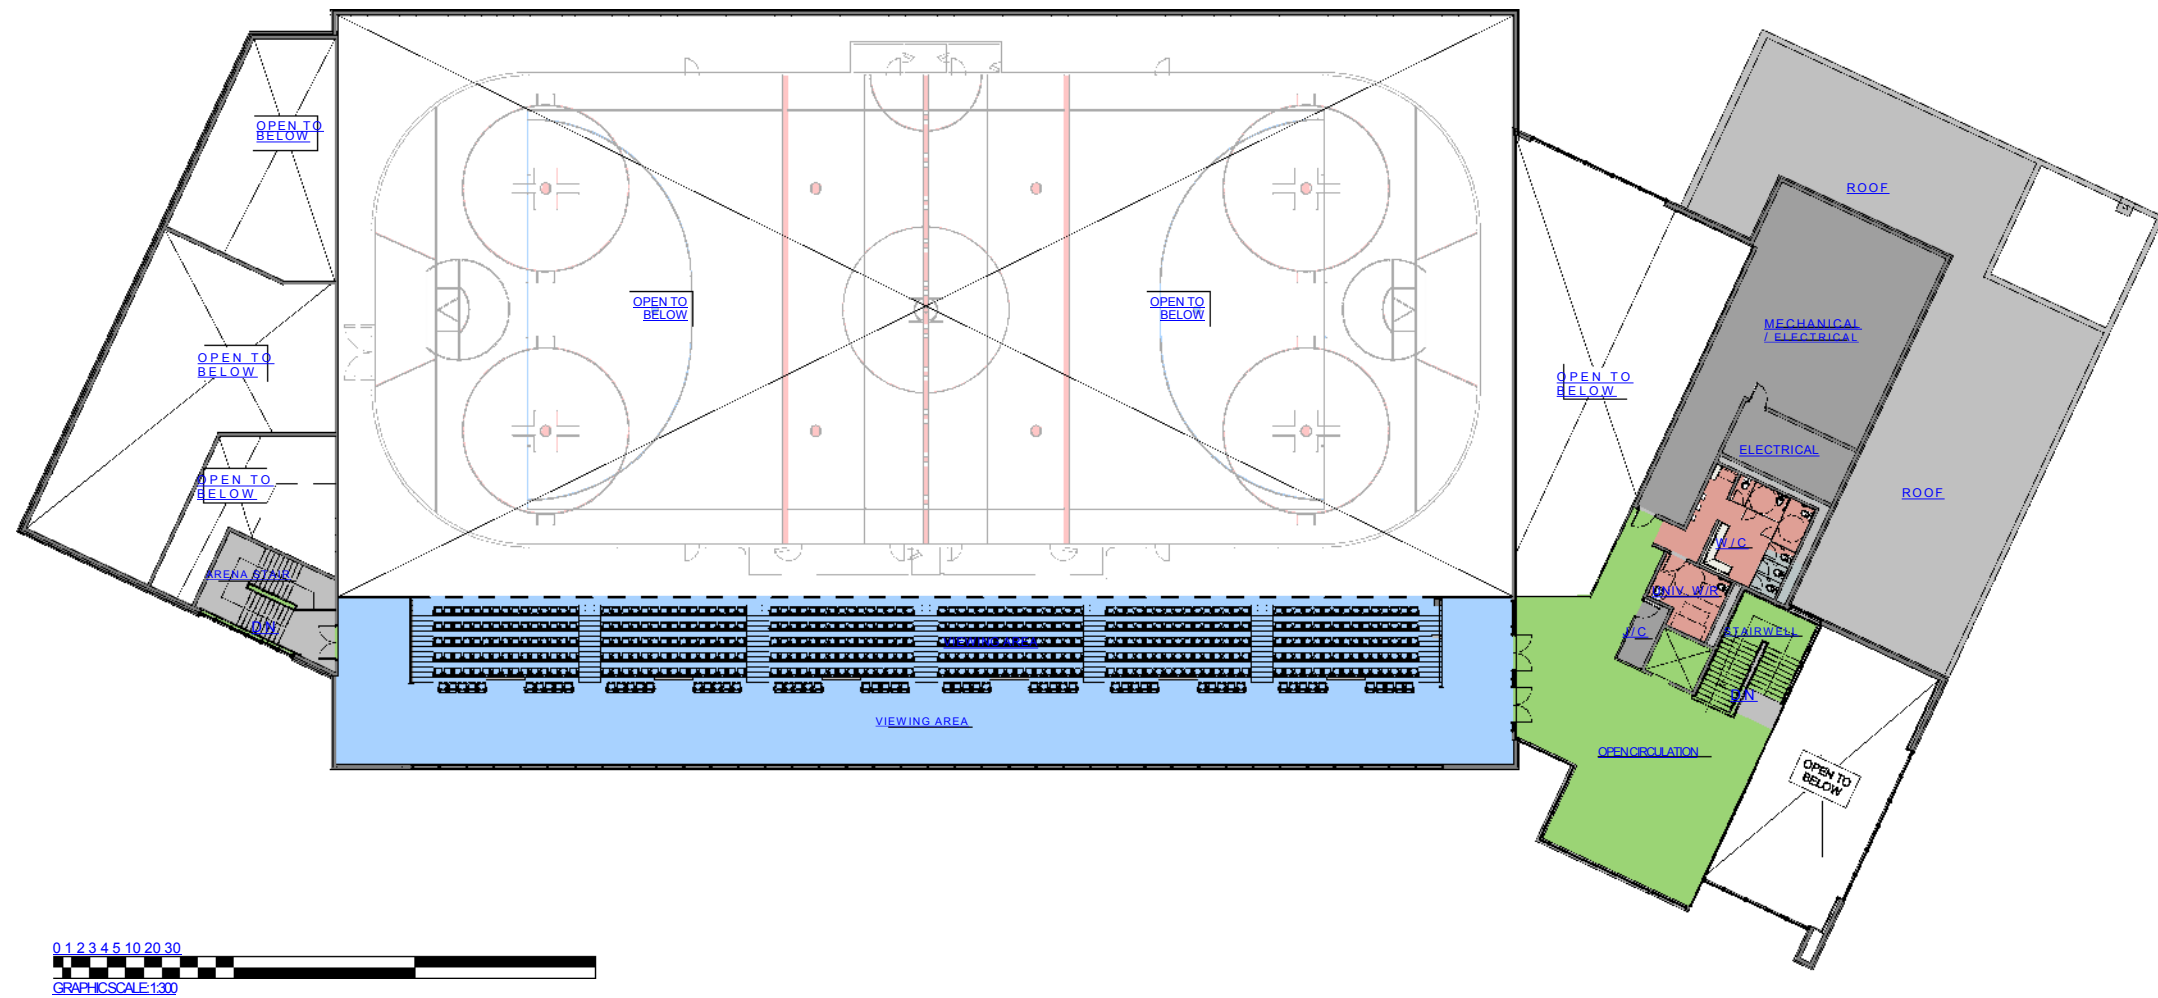 OPEN TO
BELOW
ROOF
OPEN TO
BELOW
OPEN TO
BELOW
MECHANICAL
/ ELECTRICAL
OPEN TO
BELOW
OPEN TO
BELOW
ELECTRICAL
OPEN TO
BELOW
ROOF
W/C
ARENA STAIR
UNIV. W/R
DN
J/C
STAIRWELL
VIEWING AREA
DN
VIEWING AREA
OPEN CIRCULATION
OPEN TO
BELOW
0 1 2 3 4 5 10 20 30
GRAPHIC SCALE: 1:300